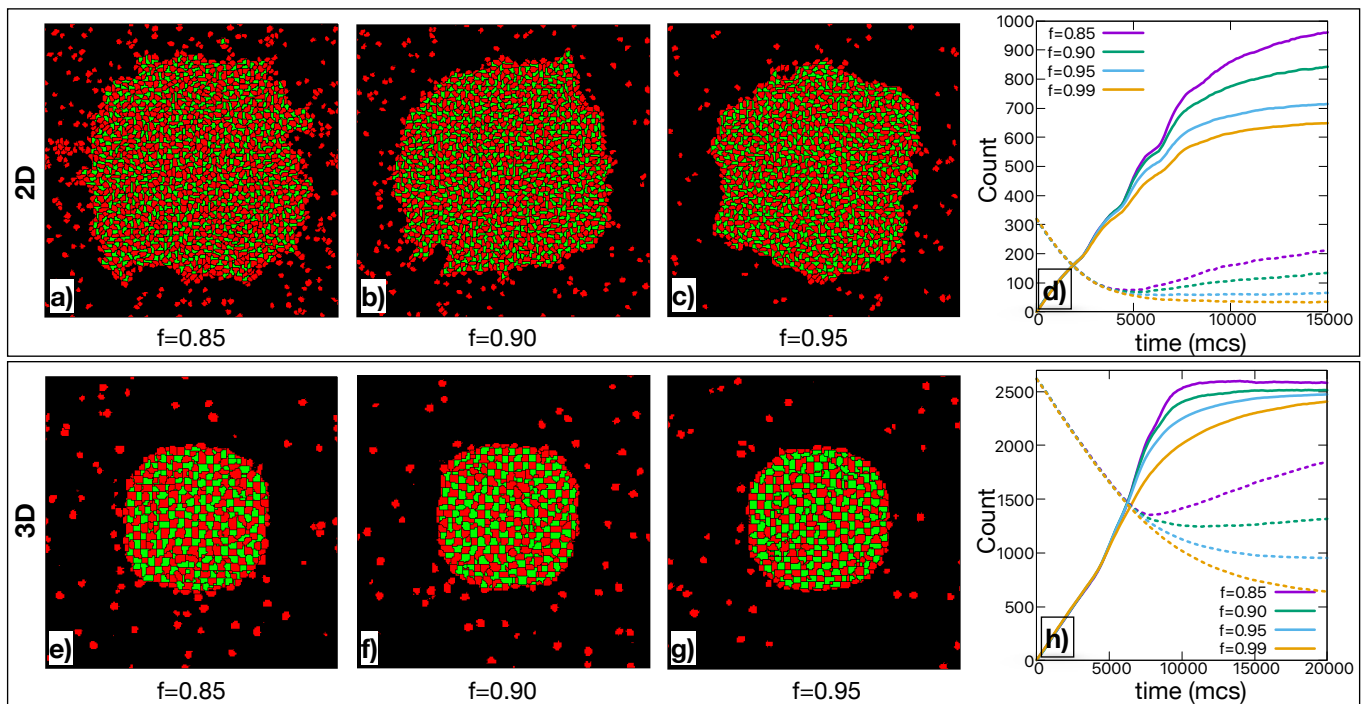 2D
a)
f=0.85
b)
f=0.90
c)
f=0.95
1000
900
800
700
600
500
400
300
200
100
0
Count
f=0.85
f=0.90
f=0.95
f=0.99
d)
0
5000
10000
15000
time (mcs)
3D
e)
f=0.85
f)
f=0.90
g)
f=0.95
2500
2000
1500
1000
500
0
Count
f=0.85
f=0.90
f=0.95
f=0.99
h)
0
5000
10000
15000
20000
time (mcs)